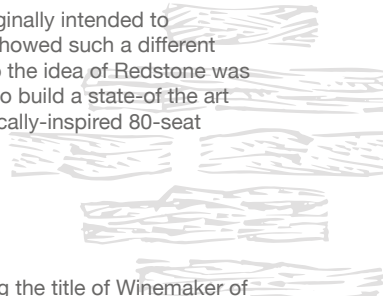 ginally intended to
howed such a different
o the idea of Redstone was
o build a state-of the art
cally-inspired 80-seat
g the title of Winemaker of